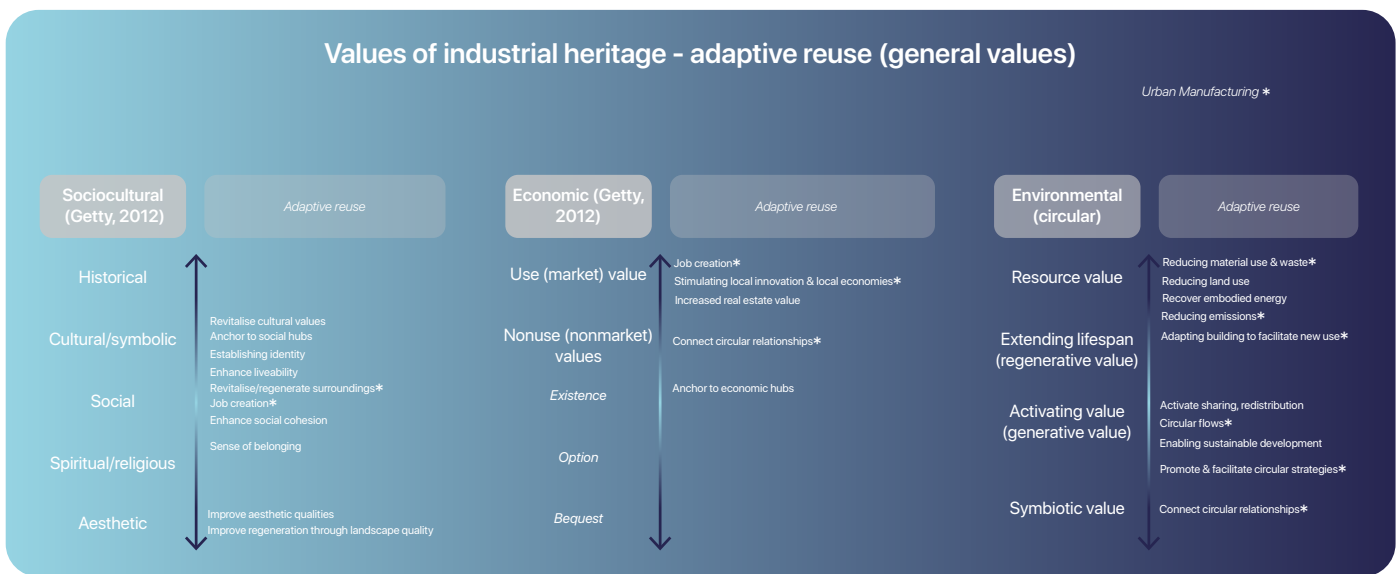 Values of industrial heritage - adaptive reuse (general values)
Urban Manufacturing *
Sociocultural
(Getty, 2012)
Adaptive reuse
Historical
Cultural/symbolic
Social
Spiritual/religious
Aesthetic
Revitalise cultural values
Anchor to social hubs
Establishing identity
Enhance liveability
Revitalise/regenerate surroundings*
Job creation*
Enhance social cohesion
Sense of belonging
Improve aesthetic qualities
Improve regeneration through landscape quality
Economic (Getty,
2012)
Adaptive reuse
Use (market) value
Nonuse (nonmarket)
values
Existence
Option
Bequest
Job creation*
Stimulating local innovation & local economies*
Increased real estate value
Connect circular relationships*
Anchor to economic hubs
Environmental
(circular)
Adaptive reuse
Resource value
Extending lifespan
(regenerative value)
Activating value
(generative value)
Symbiotic value
Reducing material use & waste*
Reducing land use
Recover embodied energy
Reducing emissions*
Adapting building to facilitate new use*
Activate sharing, redistribution
Circular flows*
Enabling sustainable development
Promote & facilitate circular strategies*
Connect circular relationships*